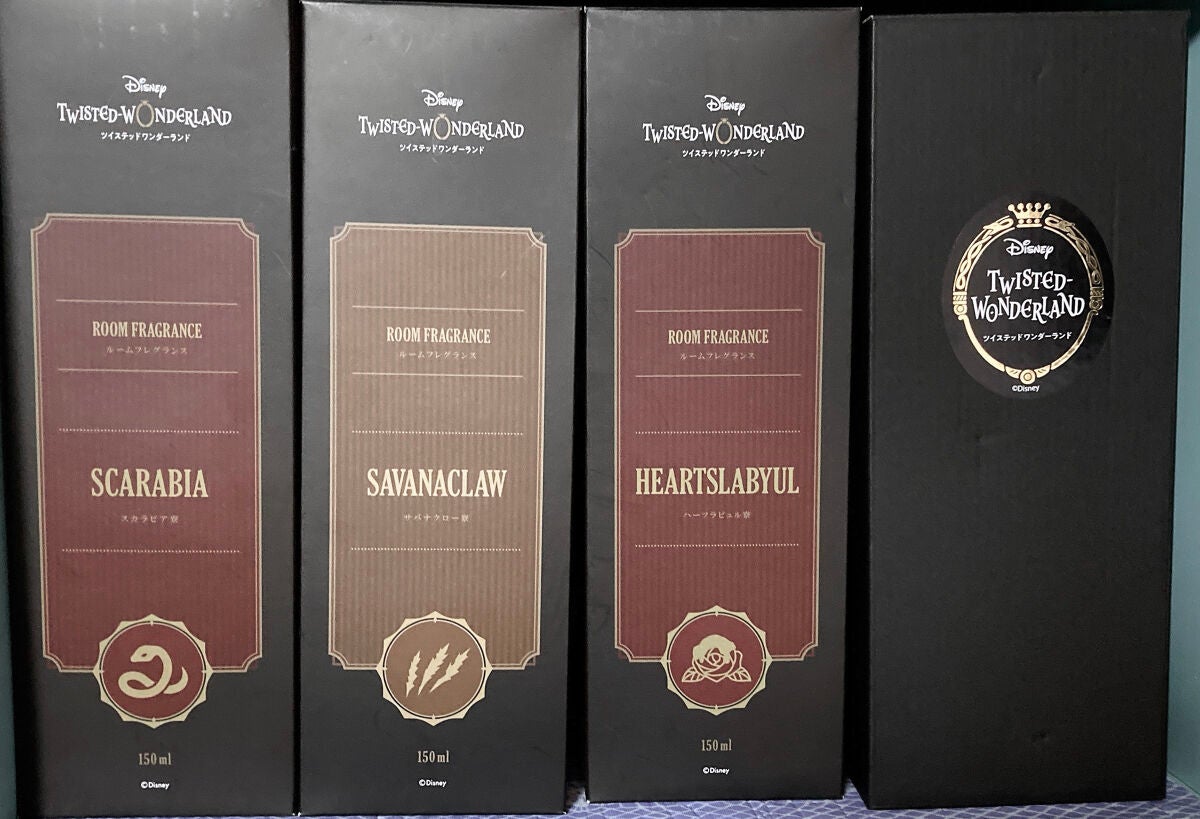 Disney
TWISTED-WONDERLAND
ツイステッドワンダーランド
ROOM FRAGRANCE
ルームフレグランス
SCARABIA
スカラビア寮
150 ml
©Disney
Disney
TWISTED-WONDERLAND
ツイステッドワンダーランド
ROOM FRAGRANCE
ルームフレグランス
SAVANACLAW
サバナクロー寮
150 ml
©Disney
Disney
TWISTED-WONDERLAND
ツイステッドワンダーランド
ROOM FRAGRANCE
ルームフレグランス
HEARTSLABYUL
ハーツラビュル寮
150 ml
©Disney
Disney
TWISTED-
WONDERLAND
ツイステッドワンダーランド
©Disney